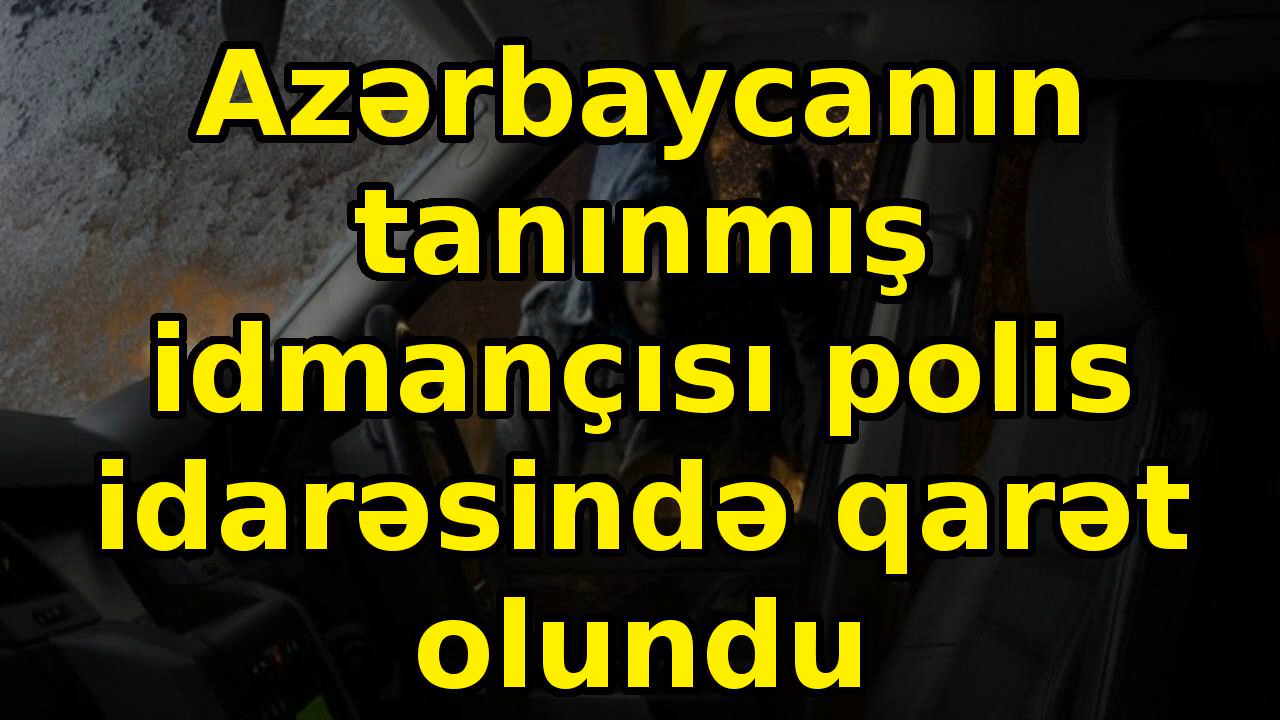 Azərbaycanın
tanınmış
idmançısı polis
idarəsində qarət
olundu